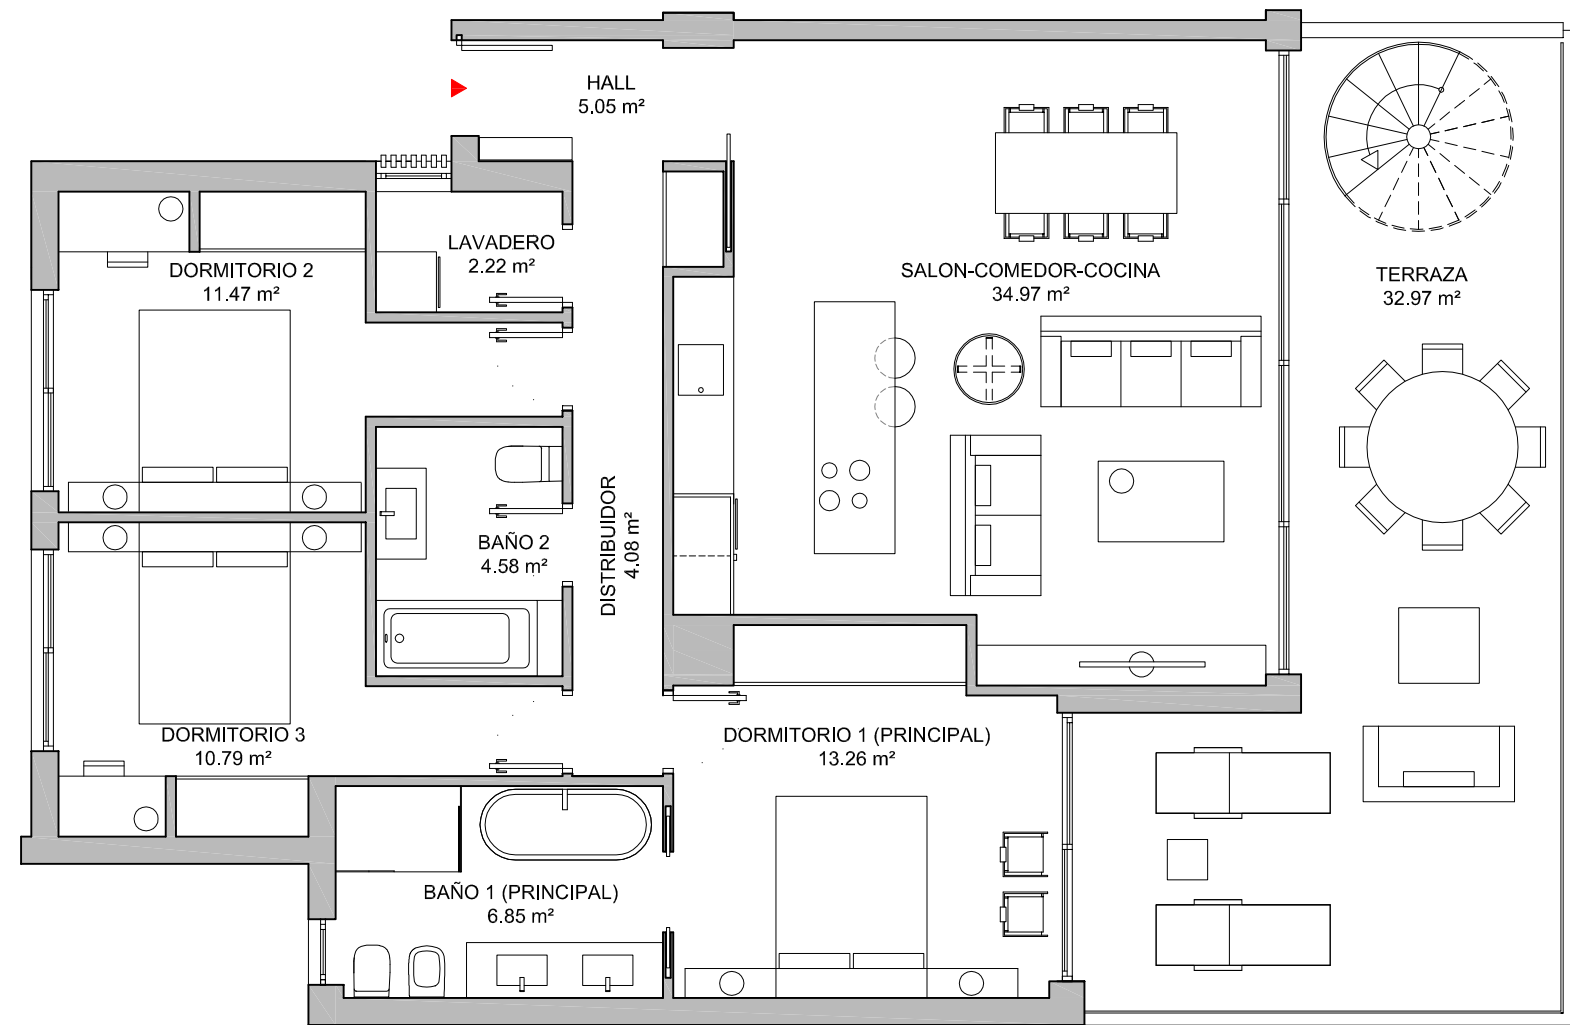 HALL
5.05 m²
LAVADERO
2.22 m²
DORMITORIO 2
11.47 m²
SALON-COMEDOR-COCINA
34.97 m²
TERRAZA
32.97 m²
BAÑO 2
4.58 m²
DISTRIBUIDOR
4.08 m²
DORMITORIO 3
10.79 m²
DORMITORIO 1 (PRINCIPAL)
13.26 m²
BAÑO 1 (PRINCIPAL)
6.85 m²